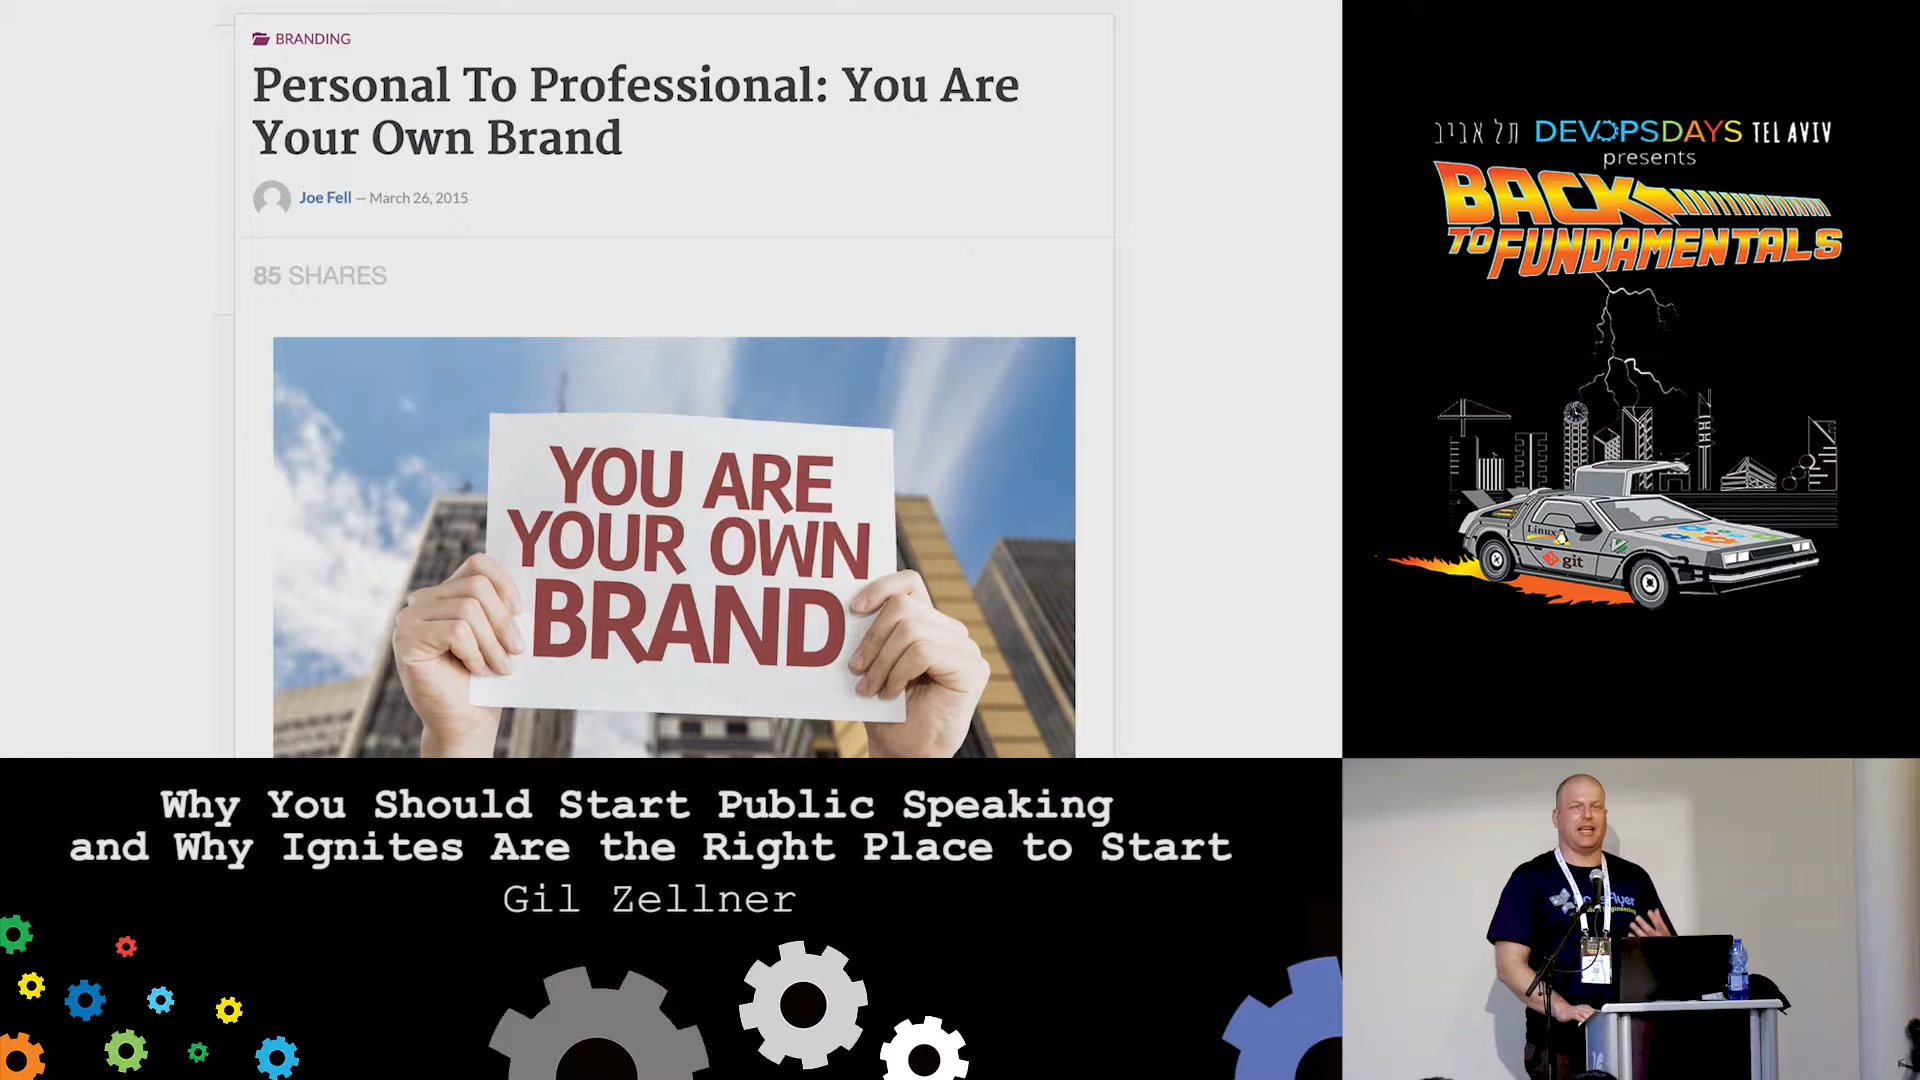 BRANDING
Personal To Professional: You Are
Your Own Brand
Joe Fell — March 26, 2015
85 SHARES
YOU ARE
YOUR OWN
BRAND
תל אביב DEVOPSDAYS TEL AVIV
presents
BACK
TO FUNDAMENTALS
Linux
git
Why You Should Start Public Speaking
and Why Ignites Are the Right Place to Start
Gil Zellner